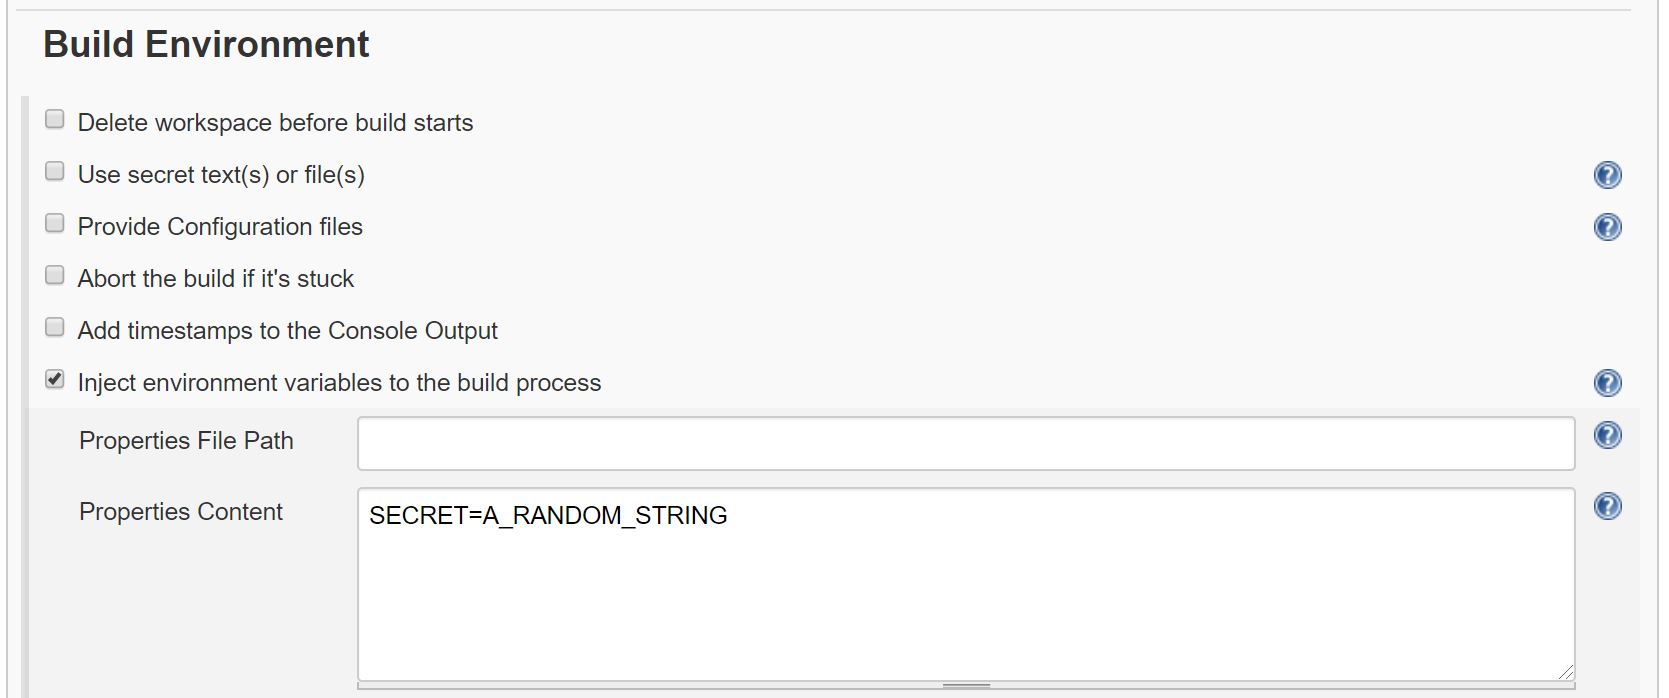 Build Environment
Delete workspace before build starts
Use secret text(s) or file(s)
?
Provide Configuration files
?
Abort the build if it's stuck
Add timestamps to the Console Output
Inject environment variables to the build process
?
Properties File Path
?
Properties Content
SECRET=A_RANDOM_STRING
?